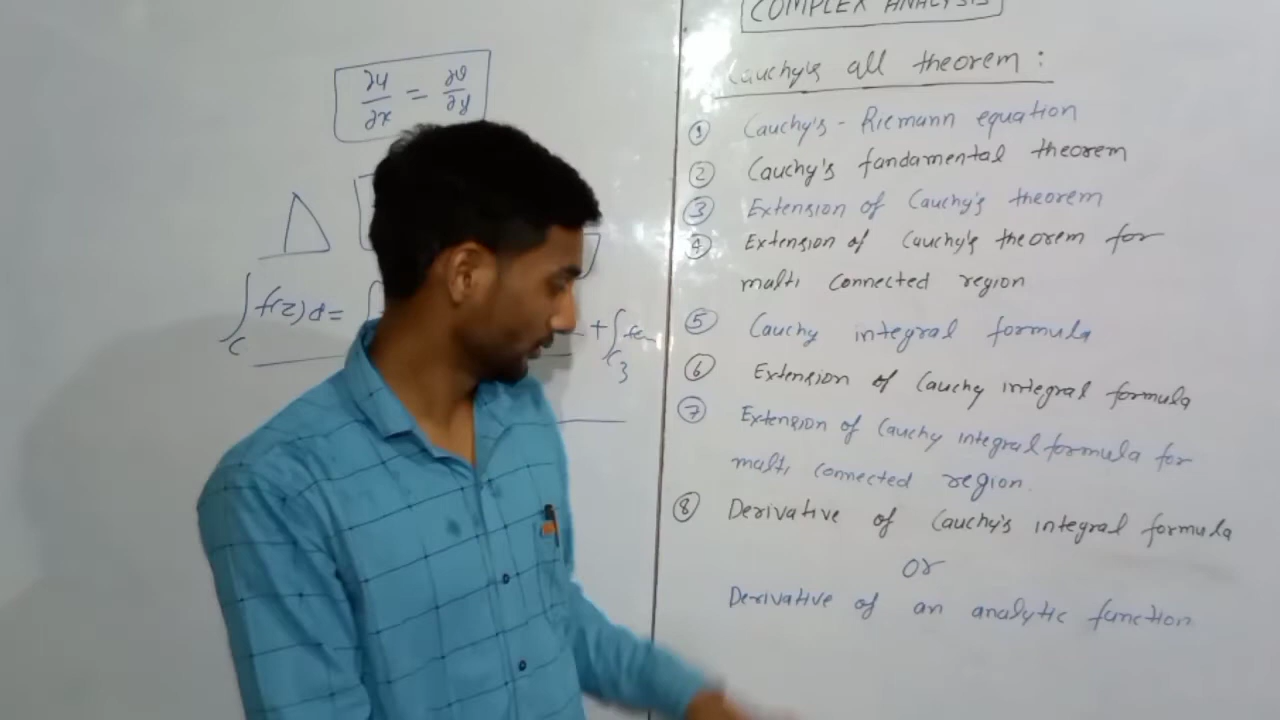 COMPLEX ANALYSIS
Cauchy's all theorem :
① Cauchy's - Riemann equation
② Cauchy's fandamental theorem
③ Extension of Cauchy's theorem
④ Extension of Cauchy's theorem for
malti connected region
⑤ Cauchy integral formula
⑥ Extension of Cauchy integral formula
⑦ Extension of Cauchy integral formula for
malti connected region.
⑧ Derivative of Cauchy's integral formula
Or
Derivative of an analytic function
∂u/∂x = ∂v/∂y
∫c f(z)d =
+ ∫c3